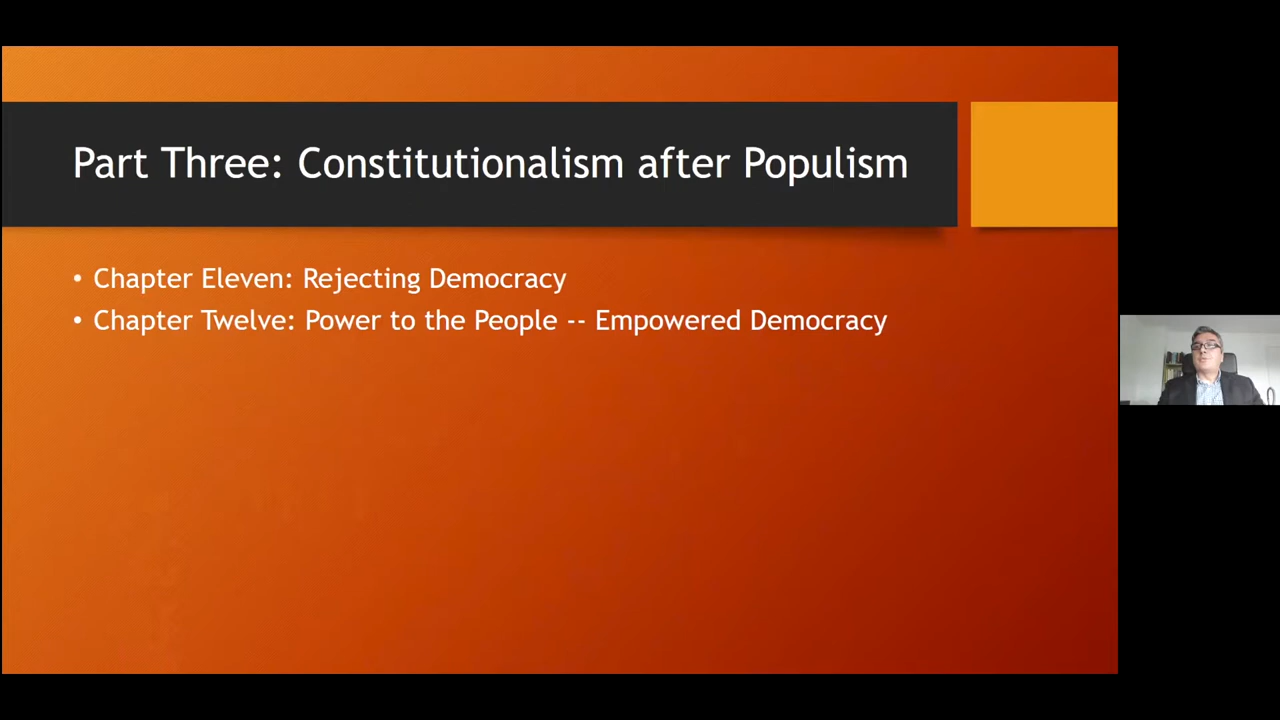 Part Three: Constitutionalism after Populism
• Chapter Eleven: Rejecting Democracy
• Chapter Twelve: Power to the People -- Empowered Democracy